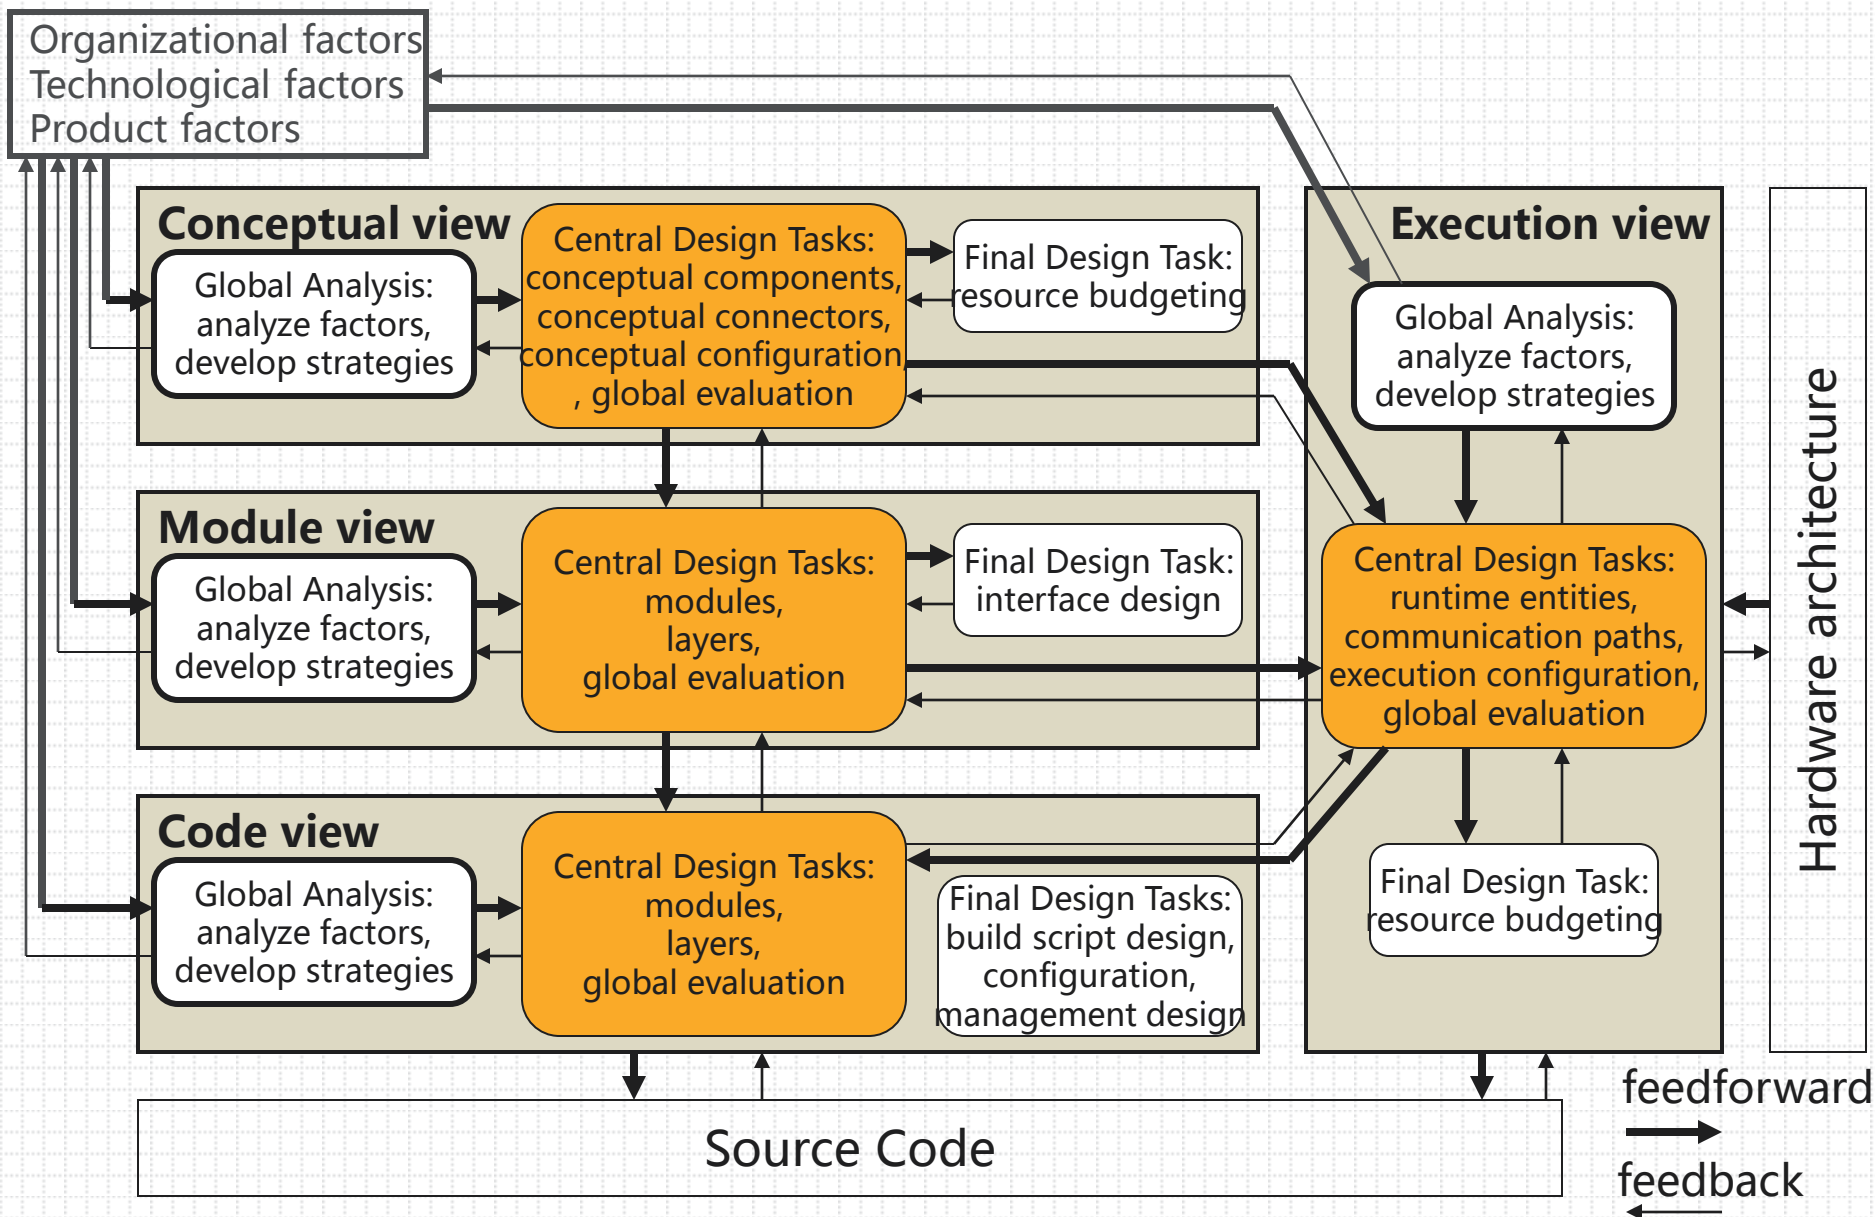 Organizational factors
Technological factors
Product factors
Conceptual view
Global Analysis:
analyze factors,
develop strategies
Central Design Tasks:
conceptual components,
conceptual connectors,
conceptual configuration
, global evaluation
Final Design Task:
resource budgeting
Execution view
Global Analysis:
analyze factors,
develop strategies
Central Design Tasks:
runtime entities,
communication paths,
execution configuration,
global evaluation
Final Design Task:
resource budgeting
Hardware architecture
Module view
Global Analysis:
analyze factors,
develop strategies
Central Design Tasks:
modules,
layers,
global evaluation
Final Design Task:
interface design
Code view
Global Analysis:
analyze factors,
develop strategies
Central Design Tasks:
modules,
layers,
global evaluation
Final Design Tasks:
build script design,
configuration,
management design
Source Code
feedforward
feedback